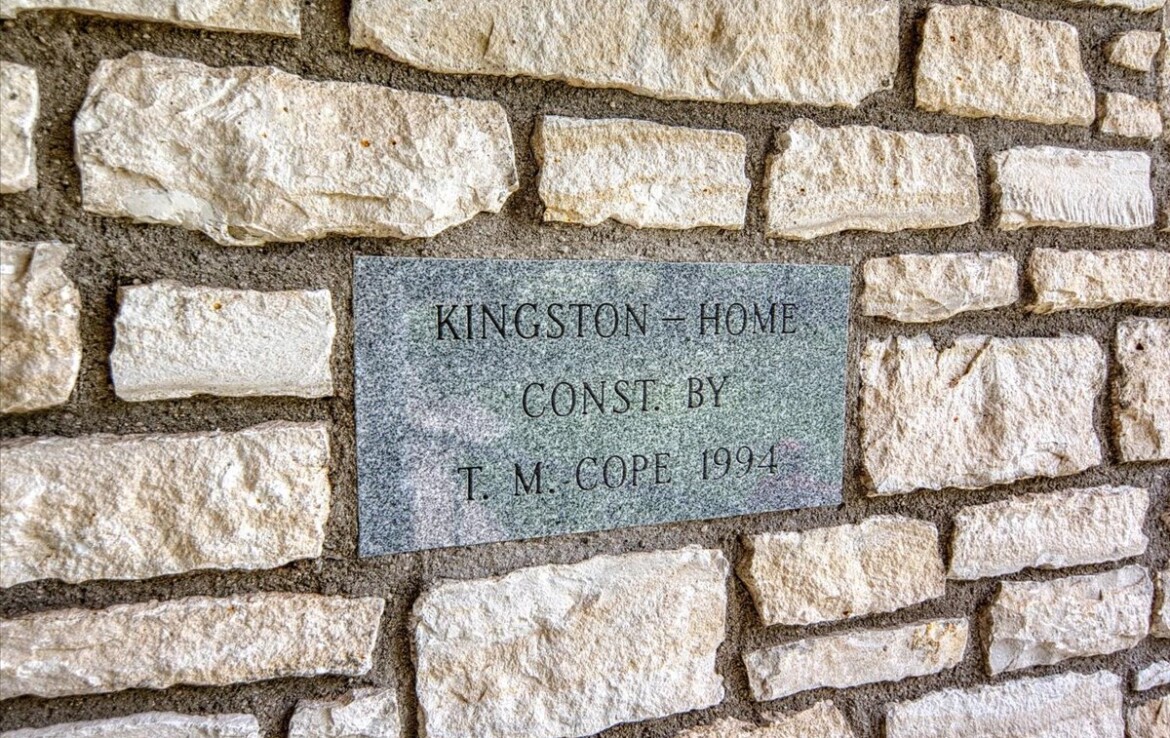 KINGSTON – HOME
CONST. BY
T. M. COPE 1994